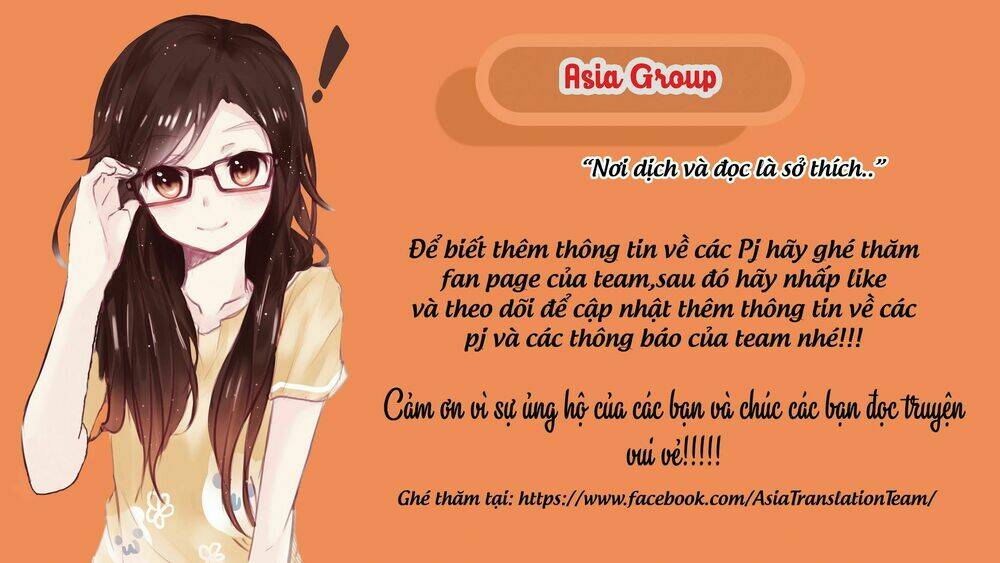 !
Asia Group
“Nơi dịch và đọc là sở thích..”
Để biết thêm thông tin về các Pj hãy ghé thăm
fan page của team,sau đó hãy nhấp like
và theo dõi để cập nhật thêm thông tin về các
pj và các thông báo của team nhé!!!
Cảm ơn vì sự ủng hộ của các bạn và chúc các bạn đọc truyện
vui vẻ!!!!!
Ghé thăm tại: https://www.facebook.com/AsiaTranslationTeam/